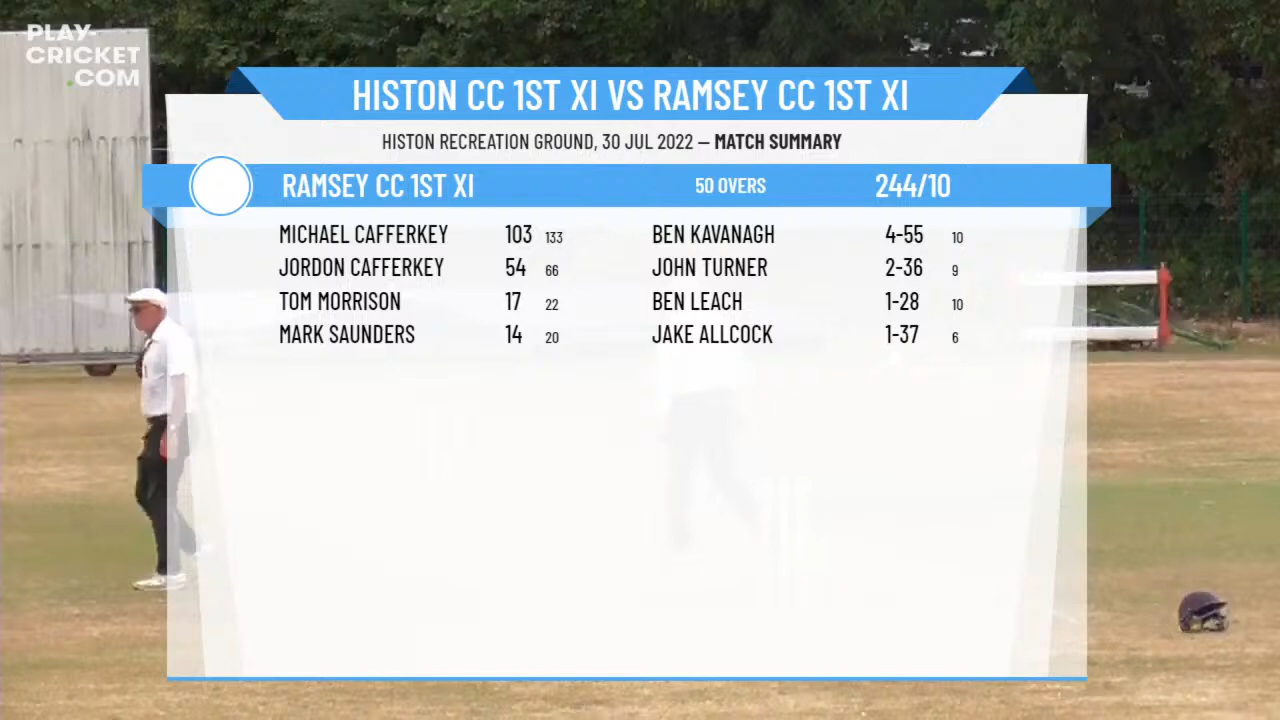 PLAY-
CRICKET
.COM
HISTON CC 1ST XI VS RAMSEY CC 1ST XI
HISTON RECREATION GROUND, 30 JUL 2022 – MATCH SUMMARY
RAMSEY CC 1ST XI 50 OVERS 244/10
MICHAEL CAFFERKEY 103 133 BEN KAVANAGH 4-55 10
JORDON CAFFERKEY 54 66 JOHN TURNER 2-36 9
TOM MORRISON 17 22 BEN LEACH 1-28 10
MARK SAUNDERS 14 20 JAKE ALLCOCK 1-37 6